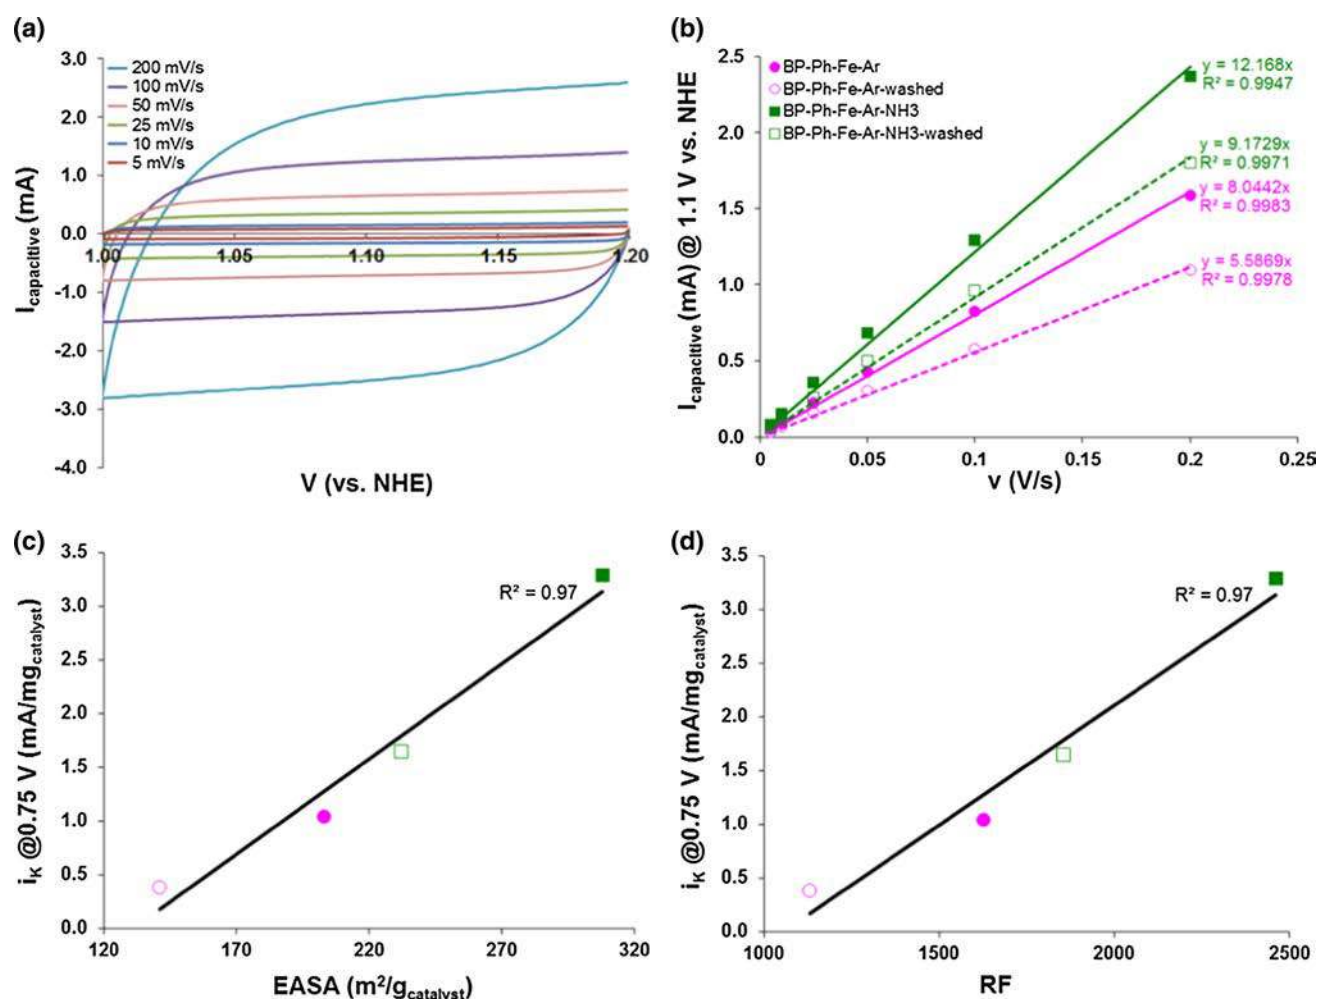 (a)
I capacitive (mA)
3.0
2.0
1.0
0.0
-1.0
-2.0
-3.0
-4.0
200 mV/s
100 mV/s
50 mV/s
25 mV/s
10 mV/s
5 mV/s
1.00
1.05
1.10
1.15
1.20
V (vs. NHE)
(b)
I capacitive (mA) @ 1.1 V vs. NHE
2.5
2.0
1.5
1.0
0.5
0.0
BP-Ph-Fe-Ar
BP-Ph-Fe-Ar-washed
BP-Ph-Fe-Ar-NH3
BP-Ph-Fe-Ar-NH3-washed
y = 12.168x
R² = 0.9947
y = 9.1729x
R² = 0.9971
y = 8.0442x
R² = 0.9983
y = 5.5869x
R² = 0.9978
0
0.05
0.1
0.15
0.2
0.25
v (V/s)
(c)
iK @0.75 V (mA/mgcatalyst)
3.5
3.0
2.5
2.0
1.5
1.0
0.5
0.0
R² = 0.97
120
170
220
270
320
EASA (m²/gcatalyst)
(d)
iK @0.75 V (mA/mgcatalyst)
3.5
3.0
2.5
2.0
1.5
1.0
0.5
0.0
R² = 0.97
1000
1500
2000
2500
RF